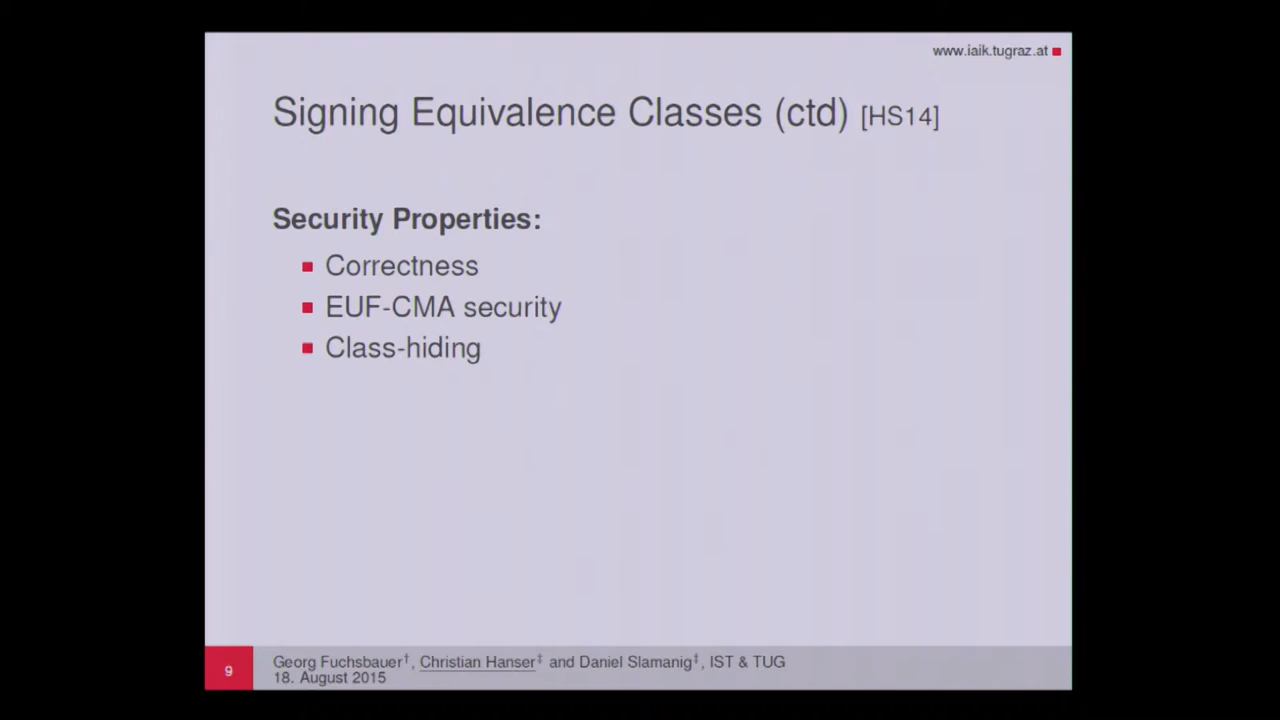 www.iaik.tugraz.at
Signing Equivalence Classes (ctd) [HS14]
Security Properties:
Correctness
EUF-CMA security
Class-hiding
9
Georg Fuchsbauer†, Christian Hanser‡ and Daniel Slamanig‡, IST & TUG
18. August 2015